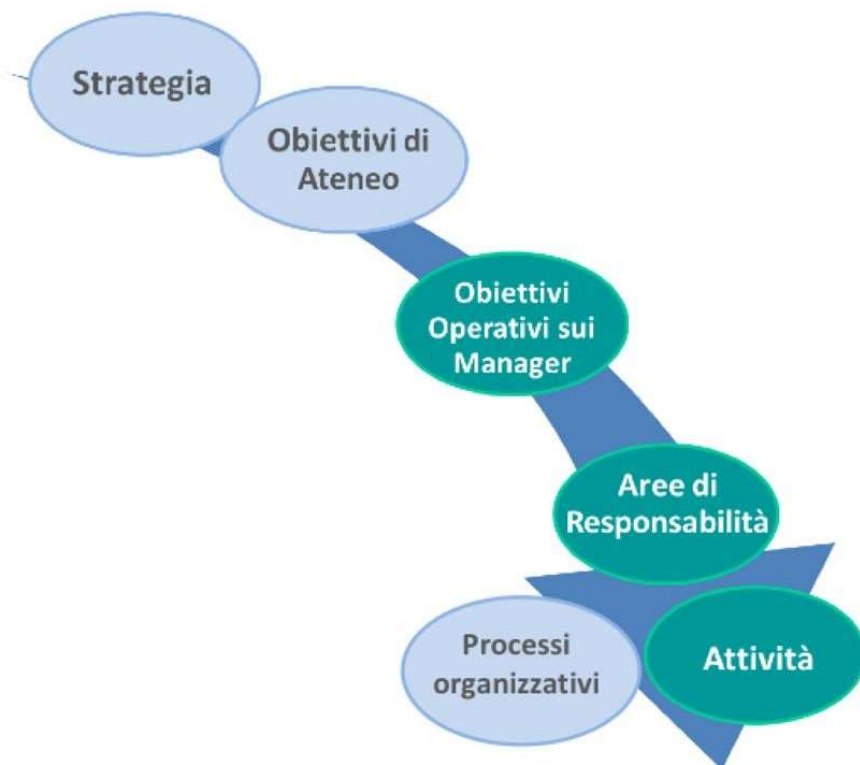 Strategia
Obiettivi di
Ateneo
Obiettivi
Operativi sui
Manager
Aree di
Responsabilità
Processi
organizzativi
Attività